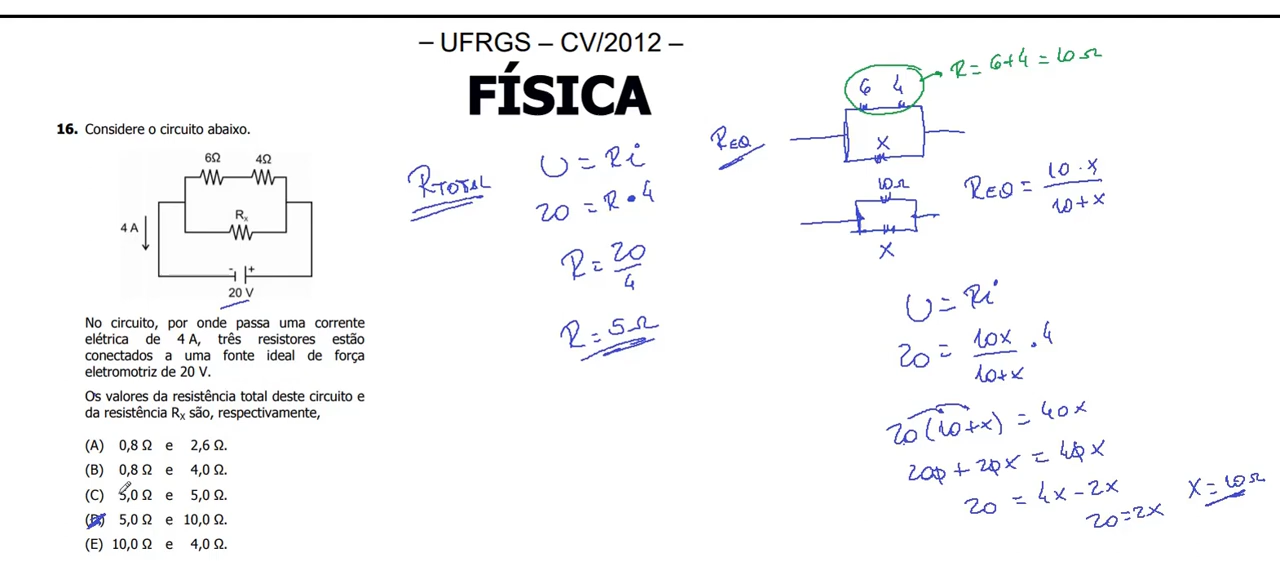 – UFRGS – CV/2012 –
FÍSICA
16. Considere o circuito abaixo.
6Ω 4Ω
Rx
4 A
- +
20 V
No circuito, por onde passa uma corrente
elétrica de 4 A, três resistores estão
conectados a uma fonte ideal de força
eletromotriz de 20 V.
Os valores da resistência total deste circuito e
da resistência RX são, respectivamente,
(A) 0,8 Ω e 2,6 Ω.
(B) 0,8 Ω e 4,0 Ω.
(C) 5,0 Ω e 5,0 Ω.
(D) 5,0 Ω e 10,0 Ω.
(E) 10,0 Ω e 4,0 Ω.
RTOTAL
U = Ri
20 = R • 4
R = 20/4
R = 5Ω
REQ
6 4
R = 6+4 = 10Ω
X
10Ω
X
REQ = 10 · x / 10 + x
U = Ri
20 = 10x / 10+x . 4
20(10+x) = 40x
200 + 20x = 40x
20 = 4x - 2x
20 = 2x
X = 10Ω